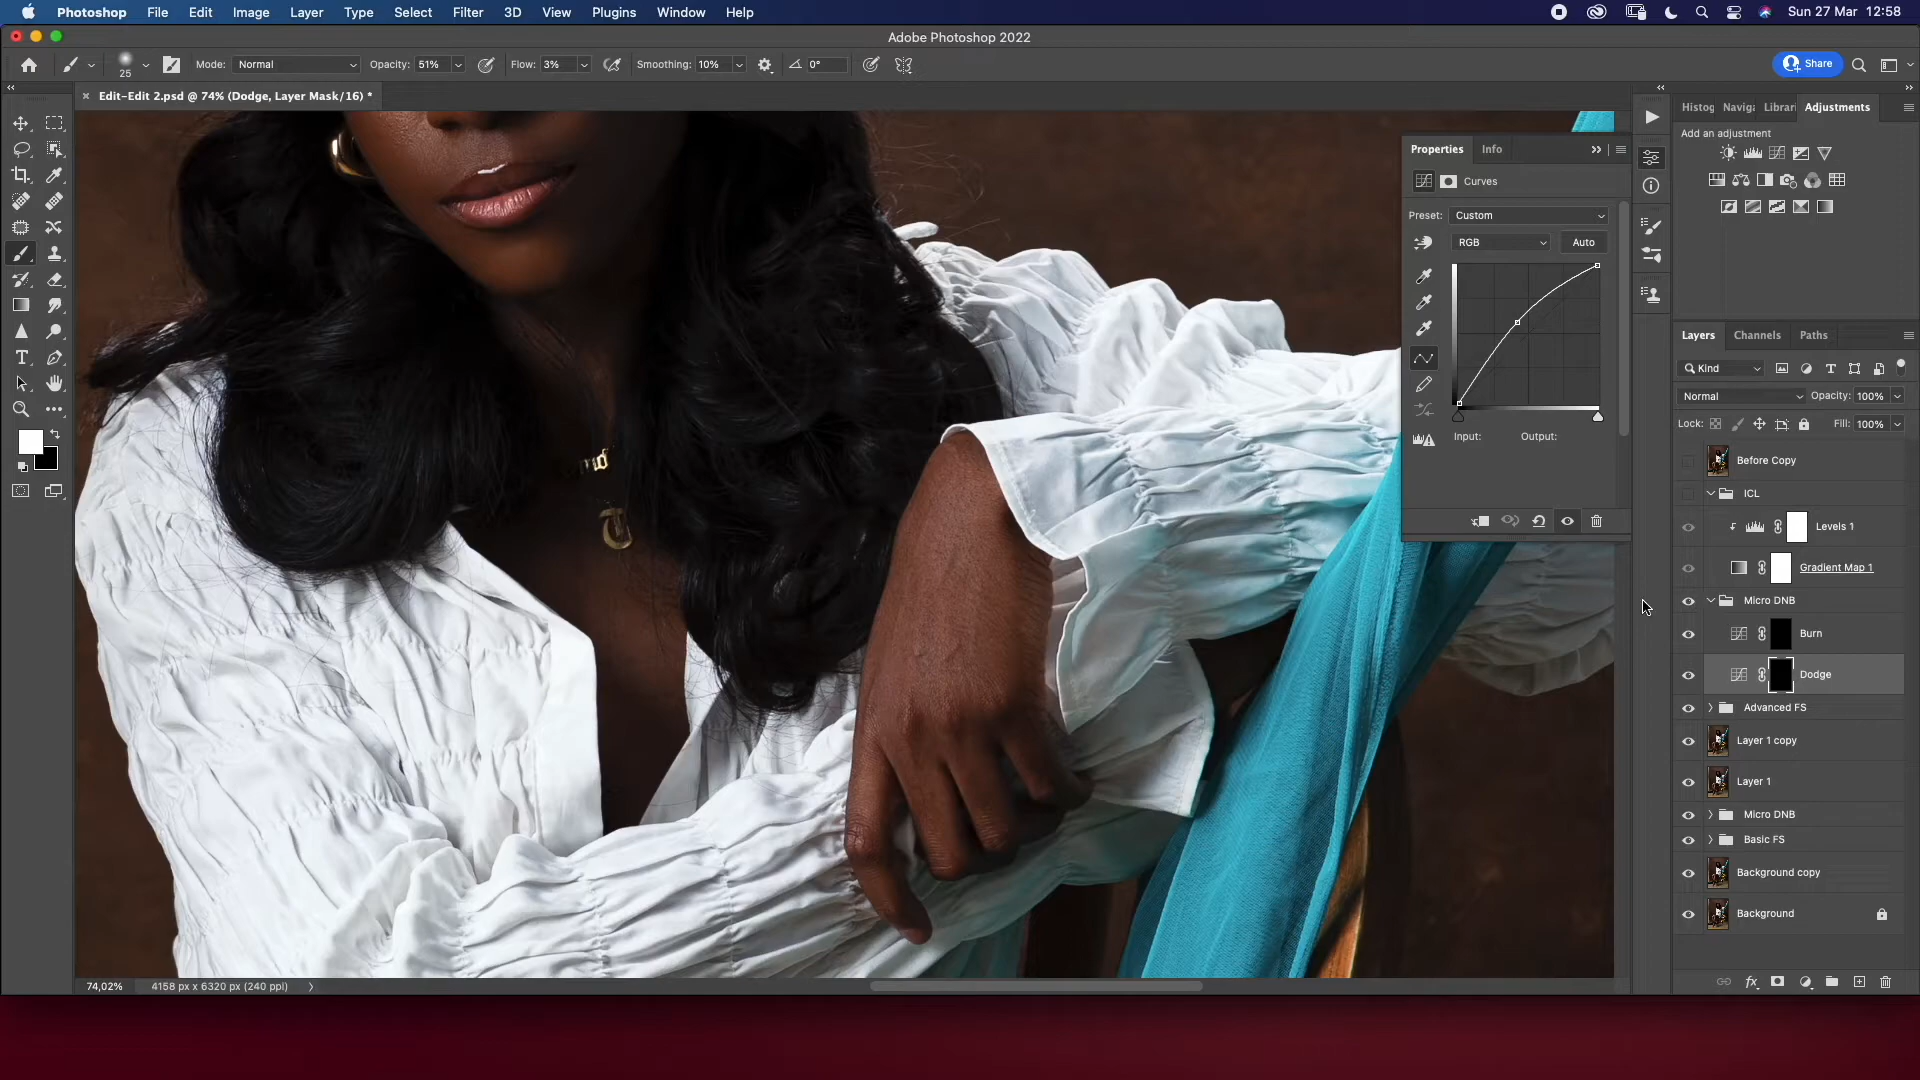 Photoshop File Edit Image Layer Type Select Filter 3D View Plugins Window Help Sun 27 Mar 12:58
Adobe Photoshop 2022
25 Mode: Normal Opacity: 51% Flow: 3% Smoothing: 10% 0° Share
Edit-Edit 2.psd @ 74% (Dodge, Layer Mask/16) *
Histog Naviga Librari Adjustments
Add an adjustment
Properties Info
Curves
Preset: Custom
RGB Auto
Input: Output:
Layers Channels Paths
Kind
Normal Opacity: 100%
Lock: Fill: 100%
Before Copy
ICL
Levels 1
Gradient Map 1
Micro DNB
Burn
Dodge
Advanced FS
Layer 1 copy
Layer 1
Micro DNB
Basic FS
Background copy
Background
fx
74,02% 4158 px x 6320 px (240 ppi)